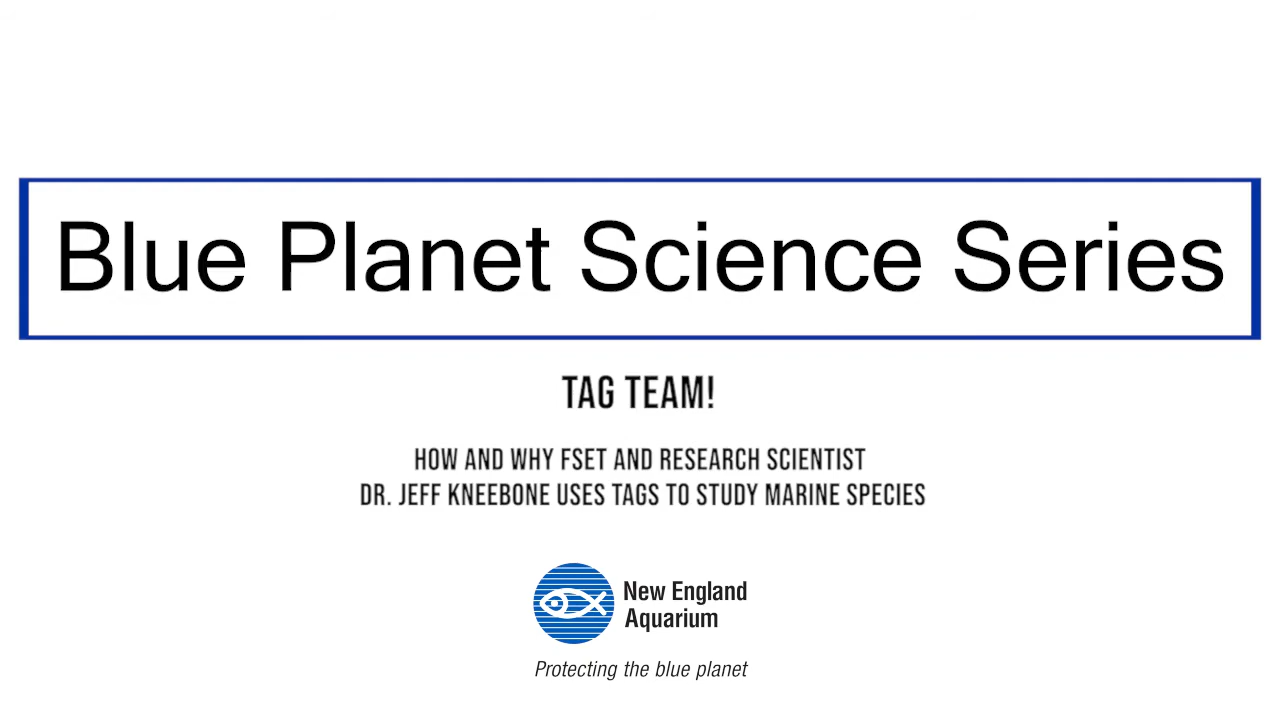 Blue Planet Science Series
TAG TEAM!
HOW AND WHY FSET AND RESEARCH SCIENTIST
DR. JEFF KNEEBONE USES TAGS TO STUDY MARINE SPECIES
New England
Aquarium
Protecting the blue planet